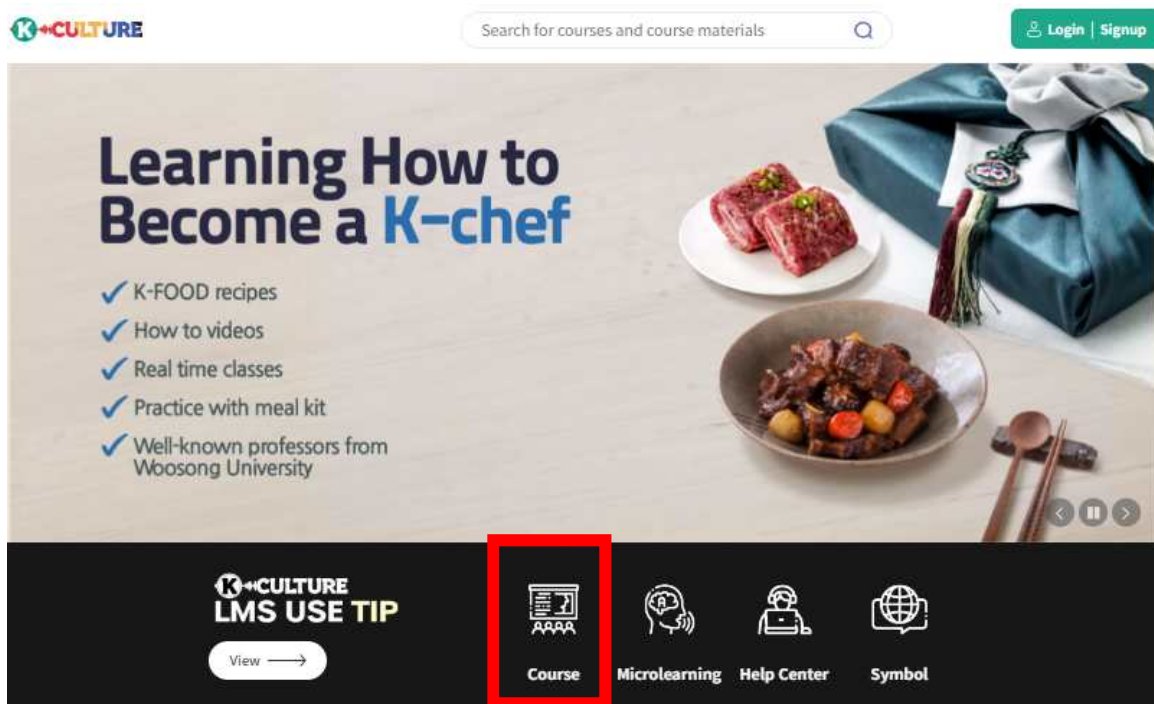 K CULTURE
Search for courses and course materials
Login | Signup
Learning How to
Become a K-chef
K-FOOD recipes
How to videos
Real time classes
Practice with meal kit
Well-known professors from
Woosong University
K CULTURE
LMS USE TIP
View
Course
Microlearning
Help Center
Symbol